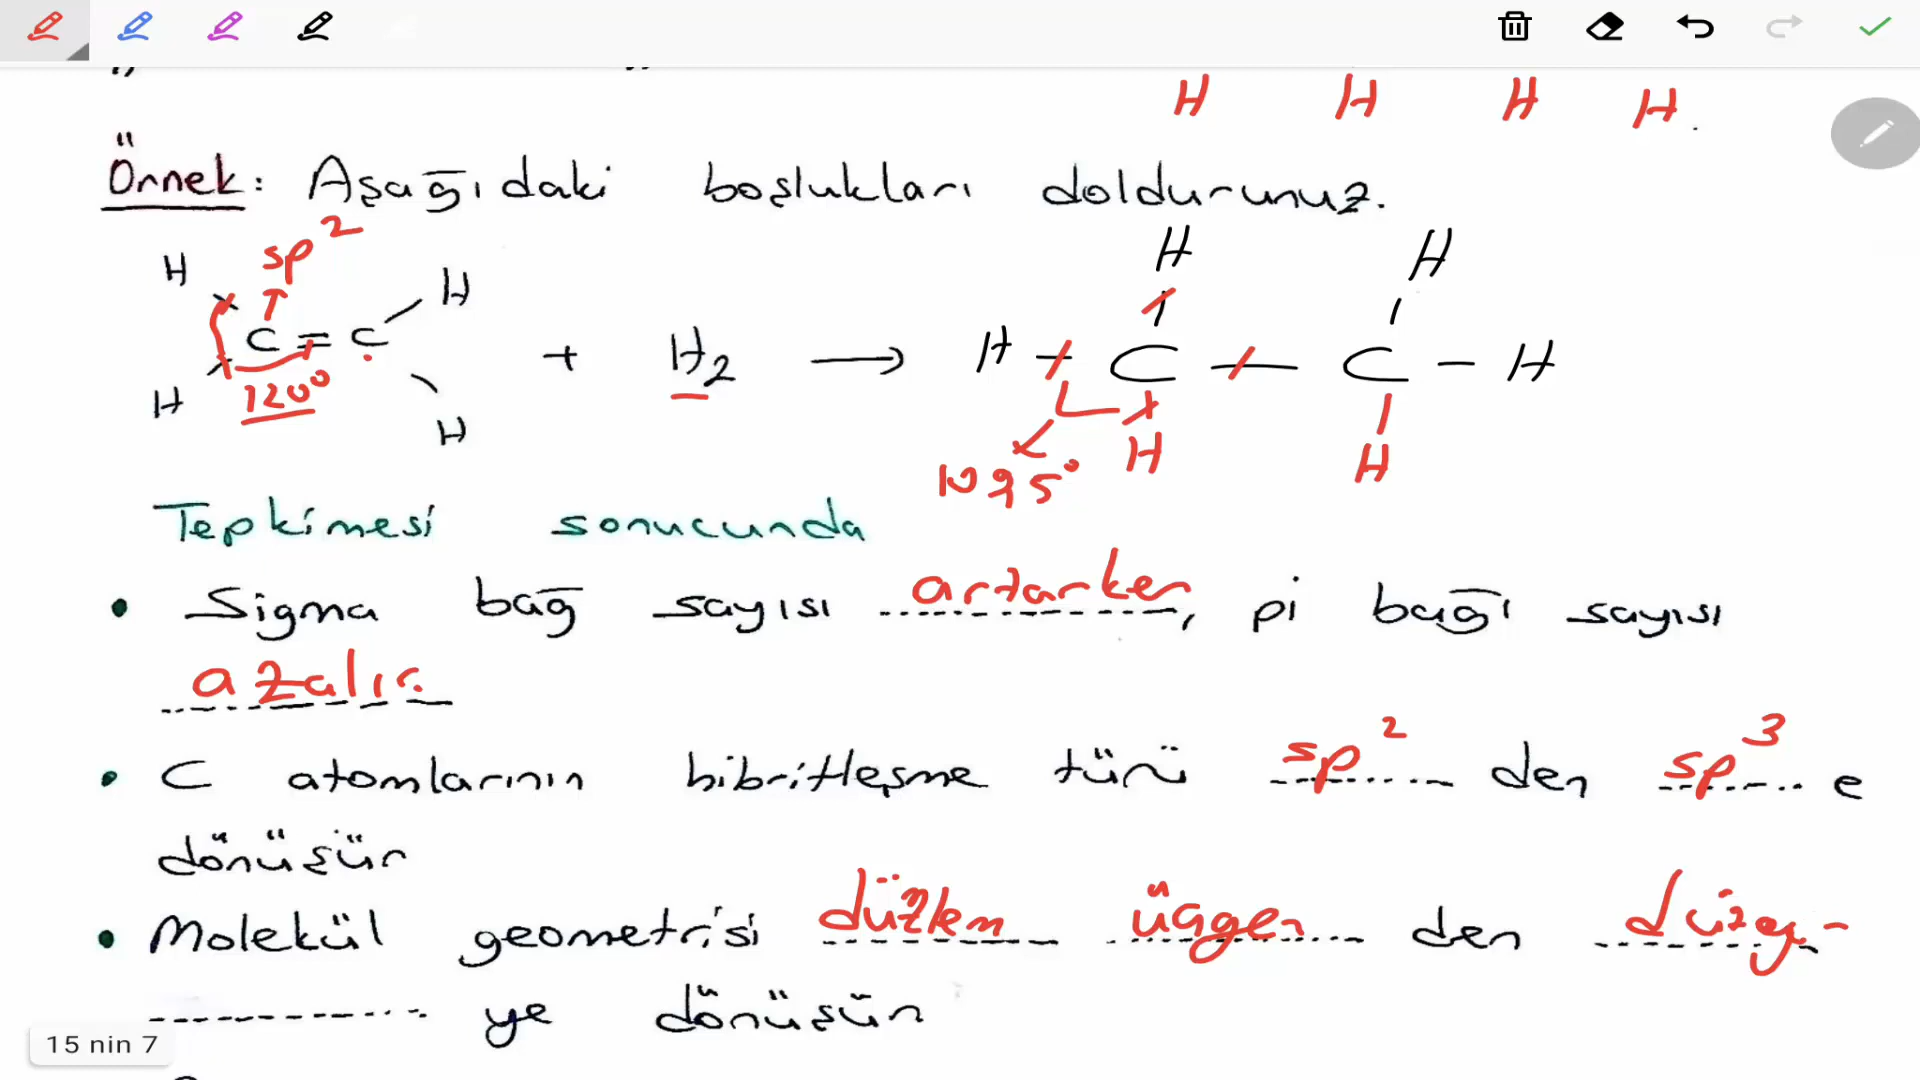 H H H H
Örnek: Aşağıdaki boşlukları doldurunuz.
sp² H H
H H H
C = C + H₂ → H - C - C - H
120°
H H H H
109,5°
Tepkimesi sonucunda
• Sigma bağ sayısı artarken, pi bağı sayısı
azalır.
• C atomlarının hibritleşme türü sp² den sp³ e
dönüşür
• Molekül geometrisi düzlem üçgen den düzgü
ye dönüşür
15 nin 7